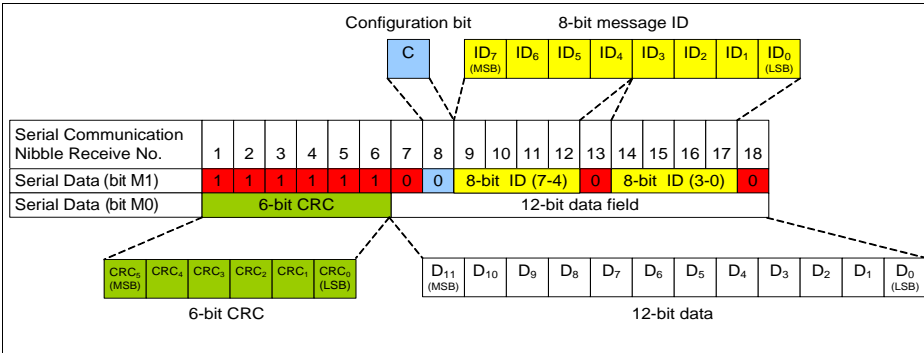 Configuration bit 8-bit message ID
C ID7 (MSB) ID6 ID5 ID4 ID3 ID2 ID1 ID0 (LSB)
Serial Communication
Nibble Receive No. 1 2 3 4 5 6 7 8 9 10 11 12 13 14 15 16 17 18
Serial Data (bit M1) 1 1 1 1 1 1 0 0 8-bit ID (7-4) 0 8-bit ID (3-0) 0
Serial Data (bit M0) 6-bit CRC 12-bit data field
CRC5 (MSB) CRC4 CRC3 CRC2 CRC1 CRC0 (LSB) D11 (MSB) D10 D9 D8 D7 D6 D5 D4 D3 D2 D1 D0 (LSB)
6-bit CRC 12-bit data